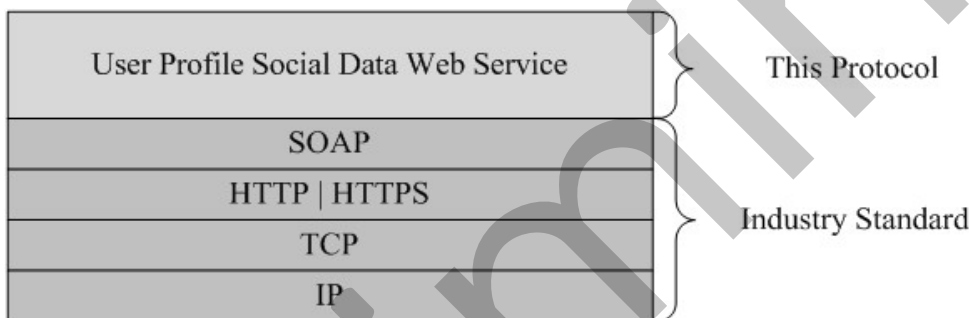 User Profile Social Data Web Service
This Protocol
SOAP
HTTP | HTTPS
TCP
IP
Industry Standard